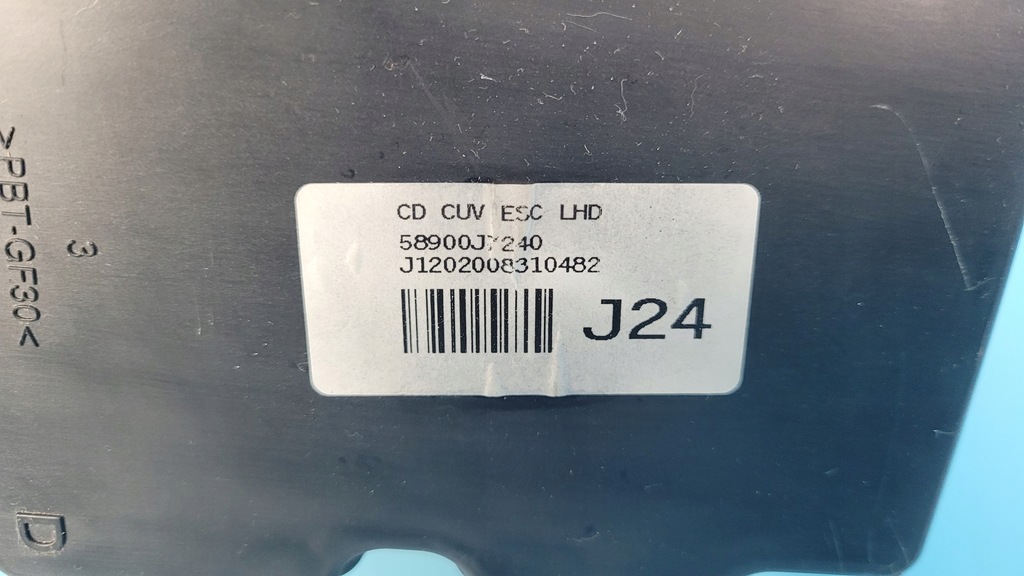 CD CUV ESC LHD
58900J7240
J1202008310482
J24
>PBT-GF30<
3
D